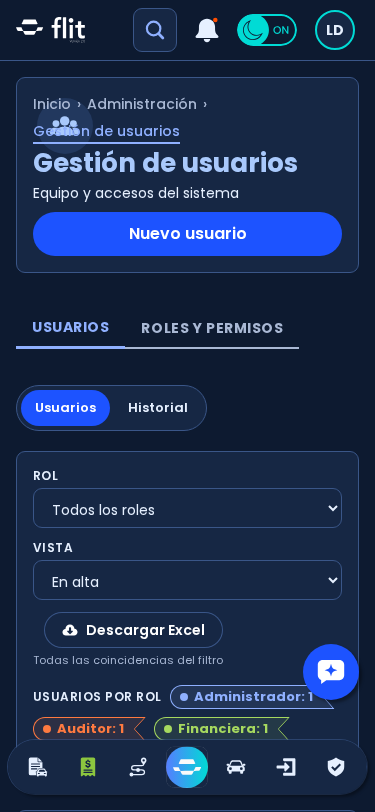 flit
ON
LD
Inicio › Administración ›
Gestión de usuarios
Gestión de usuarios
Equipo y accesos del sistema
Nuevo usuario
USUARIOS
ROLES Y PERMISOS
Usuarios
Historial
ROL
Todos los roles
VISTA
En alta
Descargar Excel
Todas las coincidencias del filtro
USUARIOS POR ROL
Administrador: 1
Auditor: 1
Financiera: 1